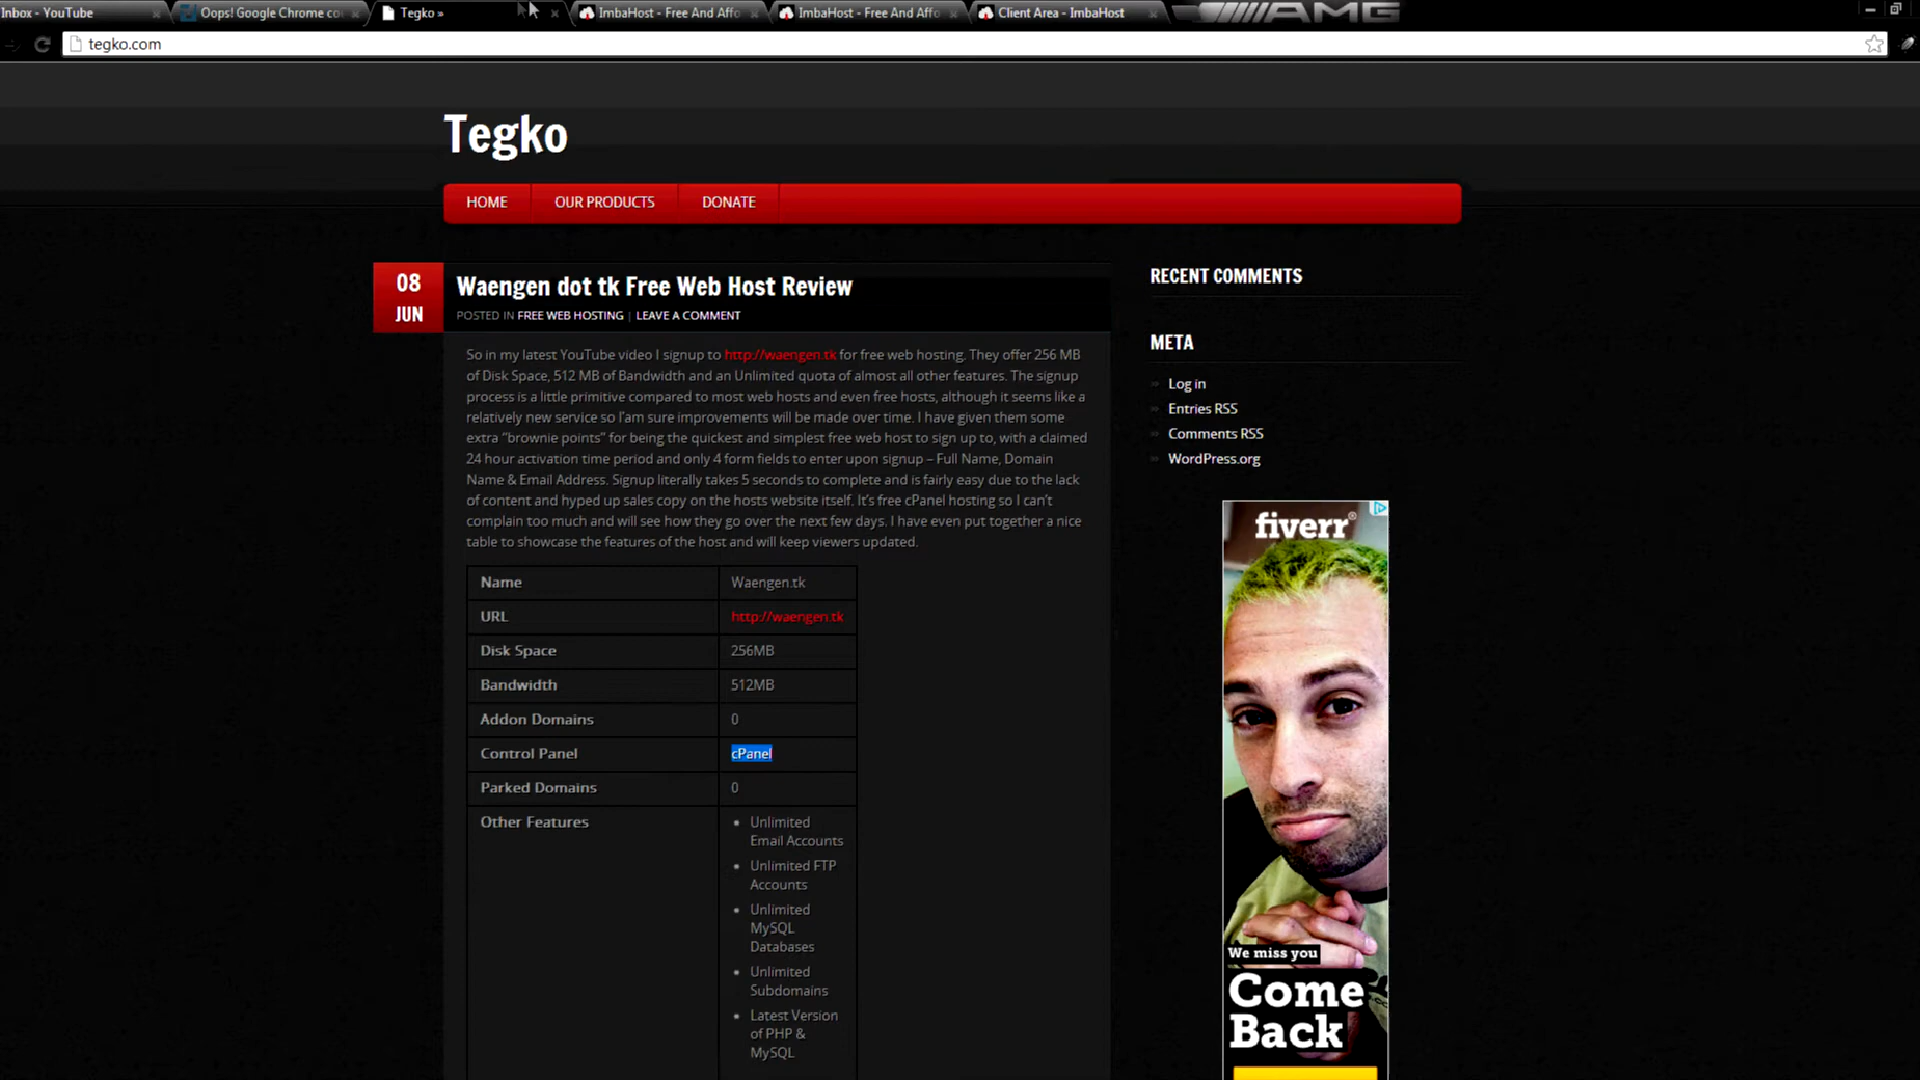 Inbox - YouTube
Oops! Google Chrome co
Tegko »
ImbaHost - Free And Affo
ImbaHost - Free And Affo
Client Area - ImbaHost
AMG
tegko.com
Tegko
HOME
OUR PRODUCTS
DONATE
08
JUN
Waengen dot tk Free Web Host Review
POSTED IN FREE WEB HOSTING | LEAVE A COMMENT
So in my latest YouTube video I signup to http://waengen.tk for free web hosting. They offer 256 MB
of Disk Space, 512 MB of Bandwidth and an Unlimited quota of almost all other features. The signup
process is a little primitive compared to most web hosts and even free hosts, although it seems like a
relatively new service so I'am sure improvements will be made over time. I have given them some
extra “brownie points” for being the quickest and simplest free web host to sign up to, with a claimed
24 hour activation time period and only 4 form fields to enter upon signup – Full Name, Domain
Name & Email Address. Signup literally takes 5 seconds to complete and is fairly easy due to the lack
of content and hyped up sales copy on the hosts website itself. It's free cPanel hosting so I can't
complain too much and will see how they go over the next few days. I have even put together a nice
table to showcase the features of the host and will keep viewers updated.
Name Waengen.tk
URL http://waengen.tk
Disk Space 256MB
Bandwidth 512MB
Addon Domains 0
Control Panel cPanel
Parked Domains 0
Other Features
Unlimited
Email Accounts
Unlimited FTP
Accounts
Unlimited
MySQL
Databases
Unlimited
Subdomains
Latest Version
of PHP &
MySQL
RECENT COMMENTS
META
Log in
Entries RSS
Comments RSS
WordPress.org
fiverr®
We miss you
Come
Back